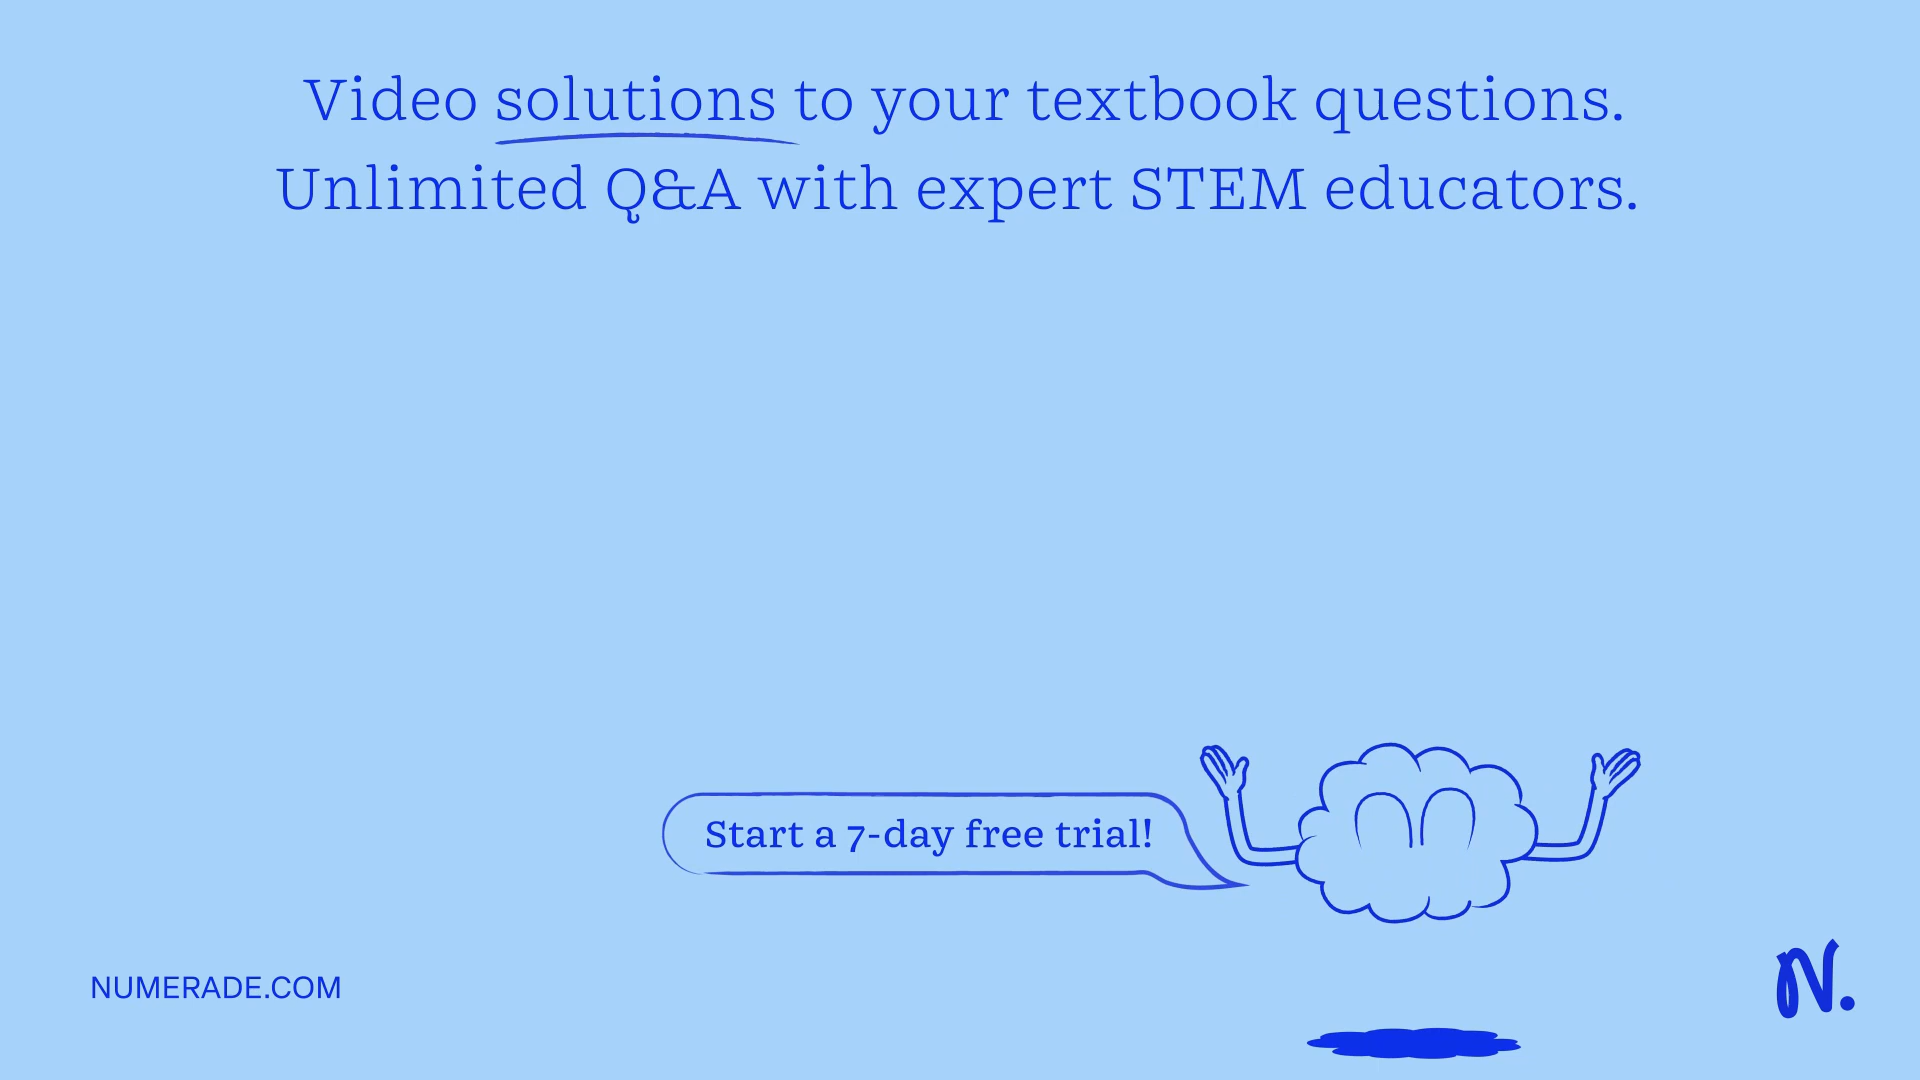 Video solutions to your textbook questions.
Unlimited Q&A with expert STEM educators.
Start a 7-day free trial!
NUMERADE.COM
N.